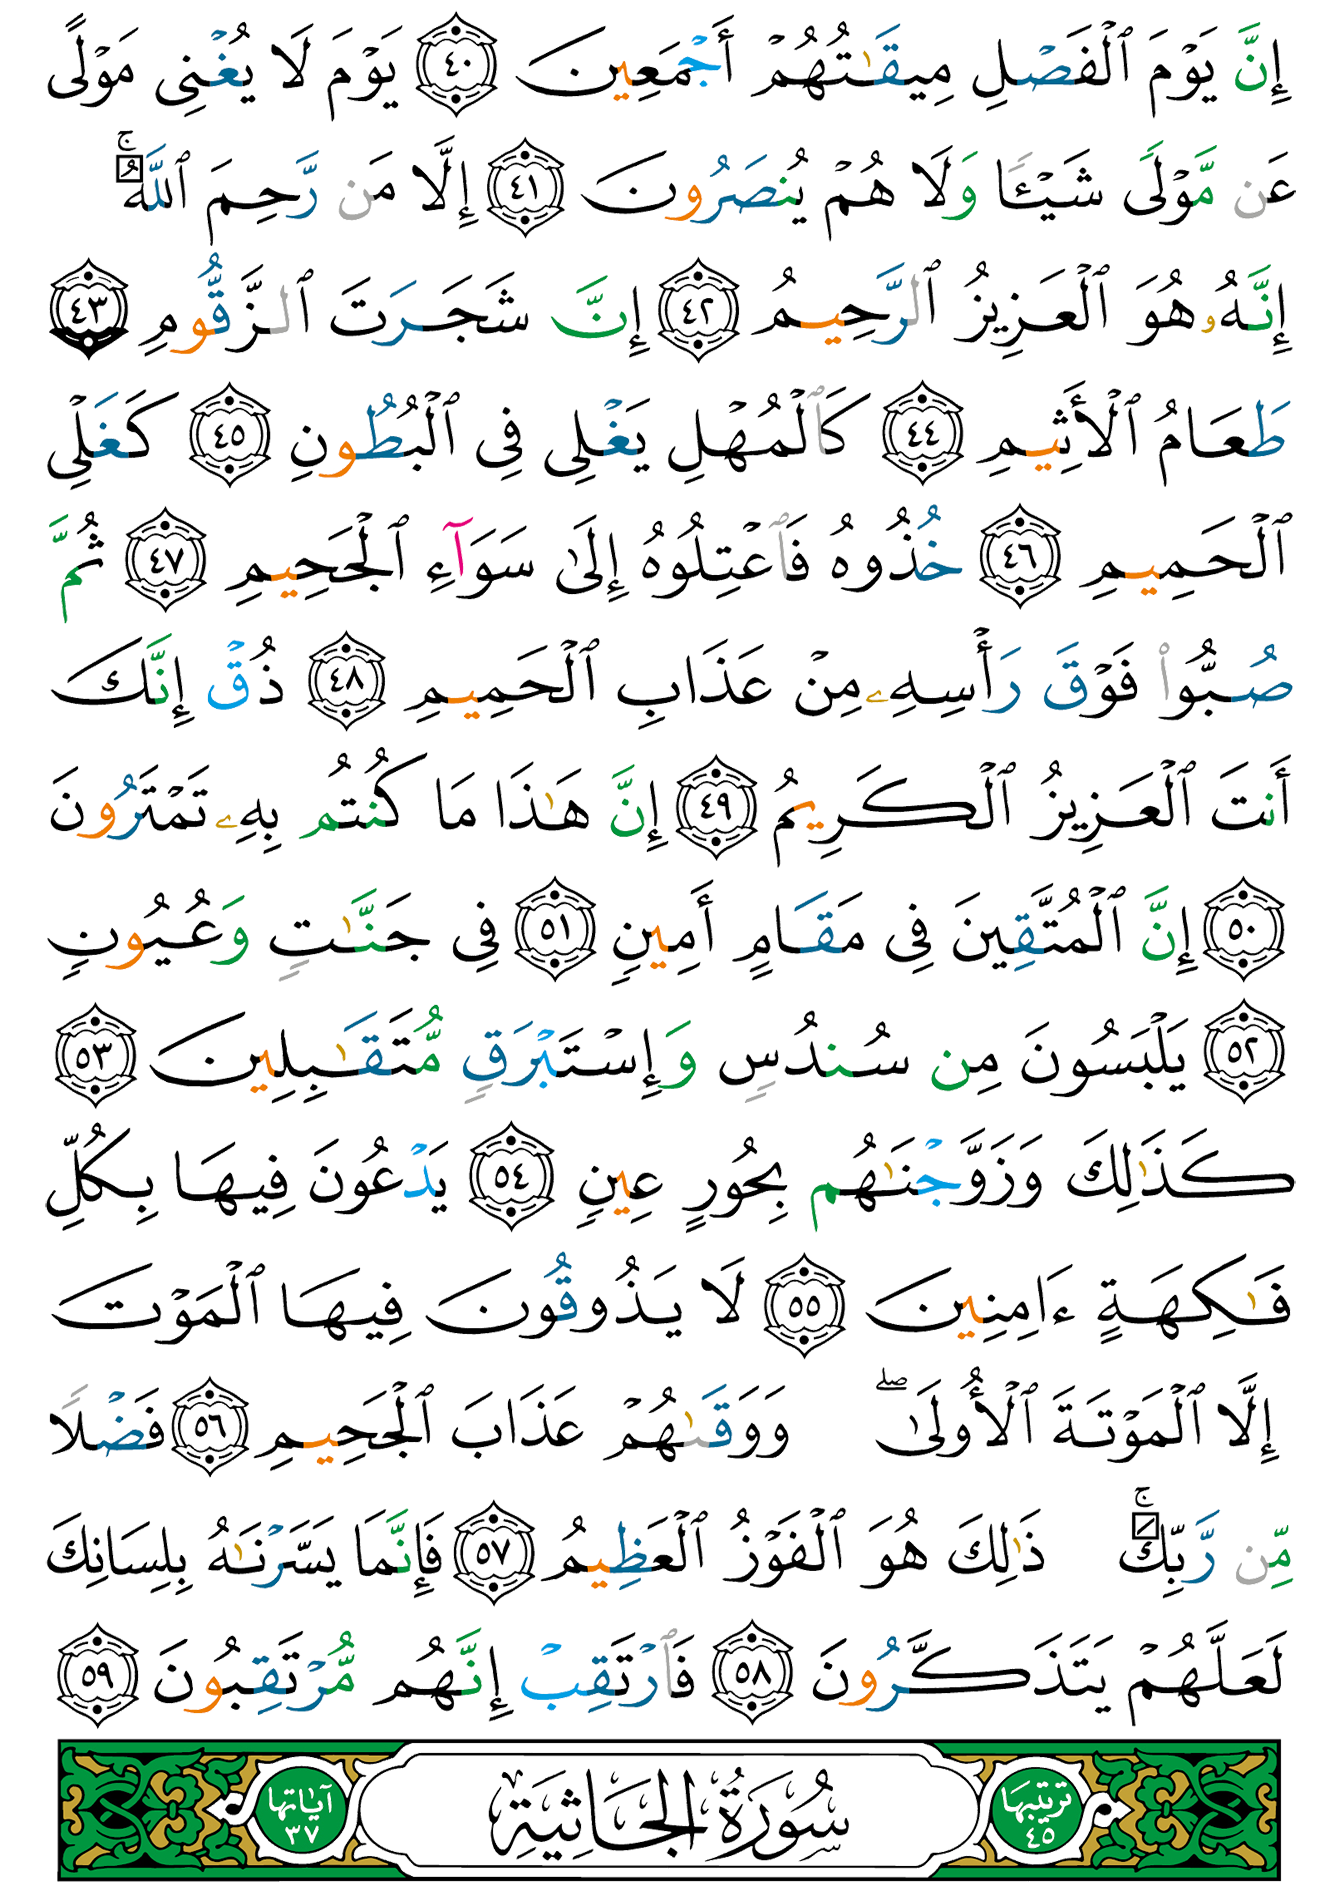 إِنَّ يَوْمَ ٱلْفَصْلِ مِيقَـٰتُهُمْ أَجْمَعِينَ ٤٠ يَوْمَ لَا يُغْنِى مَوْلًى
عَن مَّوْلًى شَيْـًٔا وَلَا هُمْ يُنصَرُونَ ٤١ إِلَّا مَن رَّحِمَ ٱللَّهُ ۚ
إِنَّهُۥ هُوَ ٱلْعَزِيزُ ٱلرَّحِيمُ ٤٢ إِنَّ شَجَرَتَ ٱلزَّقُّومِ ٤٣
طَعَامُ ٱلْأَثِيمِ ٤٤ كَٱلْمُهْلِ يَغْلِى فِى ٱلْبُطُونِ ٤٥ كَغَلْىِ
ٱلْحَمِيمِ ٤٦ خُذُوهُ فَٱعْتِلُوهُ إِلَىٰ سَوَآءِ ٱلْجَحِيمِ ٤٧ ثُمَّ
صُبُّوا۟ فَوْقَ رَأْسِهِۦ مِنْ عَذَابِ ٱلْحَمِيمِ ٤٨ ذُقْ إِنَّكَ
أَنتَ ٱلْعَزِيزُ ٱلْكَرِيمُ ٤٩ إِنَّ هَـٰذَا مَا كُنتُم بِهِۦ تَمْتَرُونَ
٥٠ إِنَّ ٱلْمُتَّقِينَ فِى مَقَامٍ أَمِينٍ ٥١ فِى جَنَّـٰتٍ وَعُيُونٍ
٥٢ يَلْبَسُونَ مِن سُندُسٍ وَإِسْتَبْرَقٍ مُّتَقَـٰبِلِينَ ٥٣
كَذَٰلِكَ وَزَوَّجْنَـٰهُم بِحُورٍ عِينٍ ٥٤ يَدْعُونَ فِيهَا بِكُلِّ
فَـٰكِهَةٍ ءَامِنِينَ ٥٥ لَا يَذُوقُونَ فِيهَا ٱلْمَوْتَ
إِلَّا ٱلْمَوْتَةَ ٱلْأُولَىٰ ۖ وَوَقَىٰهُمْ عَذَابَ ٱلْجَحِيمِ ٥٦ فَضْلًا
مِّن رَّبِّكَ ۚ ذَٰلِكَ هُوَ ٱلْفَوْزُ ٱلْعَظِيمُ ٥٧ فَإِنَّمَا يَسَّرْنَـٰهُ بِلِسَانِكَ
لَعَلَّهُمْ يَتَذَكَّرُونَ ٥٨ فَٱرْتَقِبْ إِنَّهُم مُّرْتَقِبُونَ ٥٩
ترتيبها ٤٥ سُورَةُ الجَاثِيَةِ آياتها ٣٧